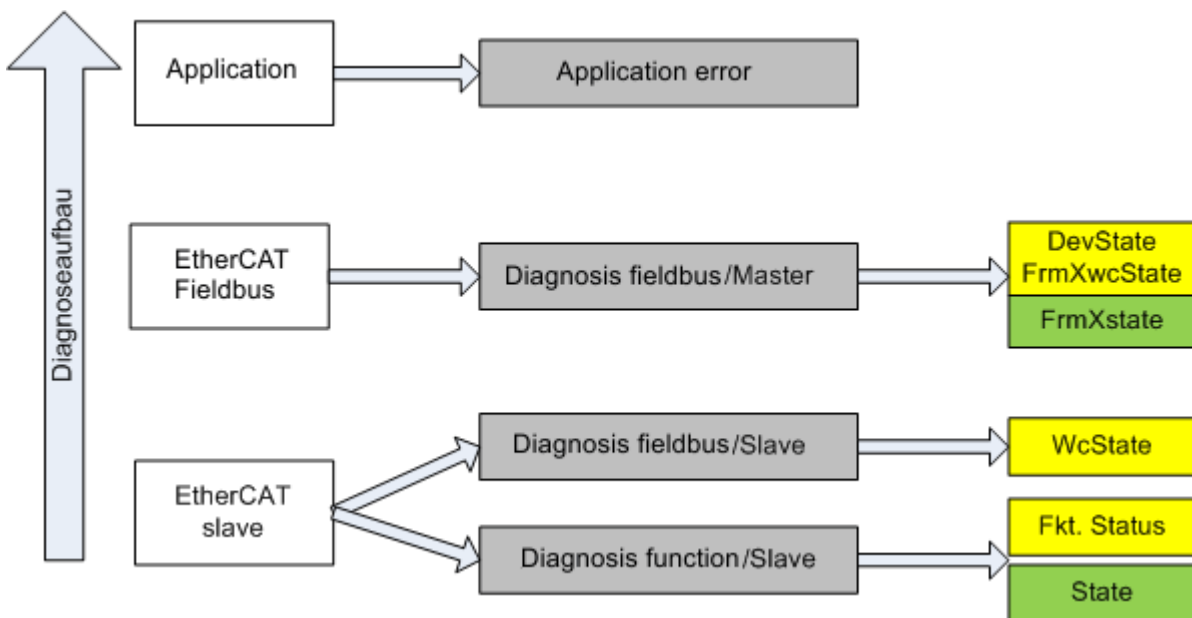 Diagnoseaufbau
Application
Application error
EtherCAT
Fieldbus
Diagnosis fieldbus/Master
DevState
FrmXwcState
FrmXstate
EtherCAT
slave
Diagnosis fieldbus/Slave
WcState
Diagnosis function/Slave
Fkt. Status
State